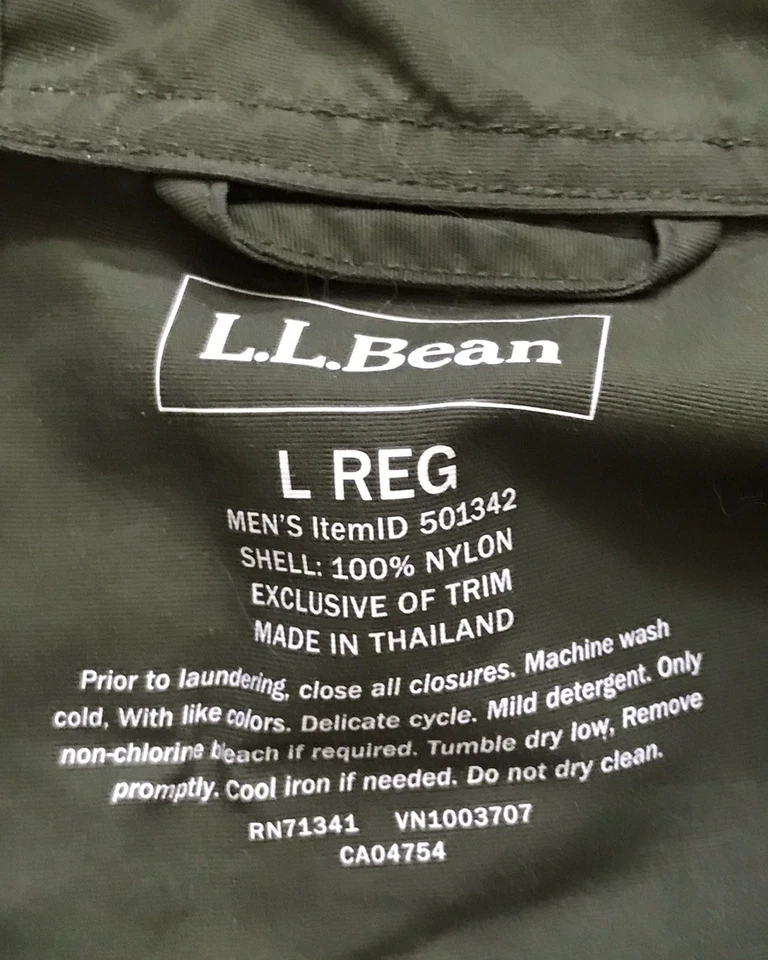 L.L.Bean
L REG
MEN'S ItemID 501342
SHELL: 100% NYLON
EXCLUSIVE OF TRIM
MADE IN THAILAND
Prior to laundering, close all closures. Machine wash
cold, With like colors. Delicate cycle. Mild detergent. Only
non-chlorine bleach if required. Tumble dry low, Remove
promptly. Cool iron if needed. Do not dry clean.
RN71341 VN1003707
CA04754